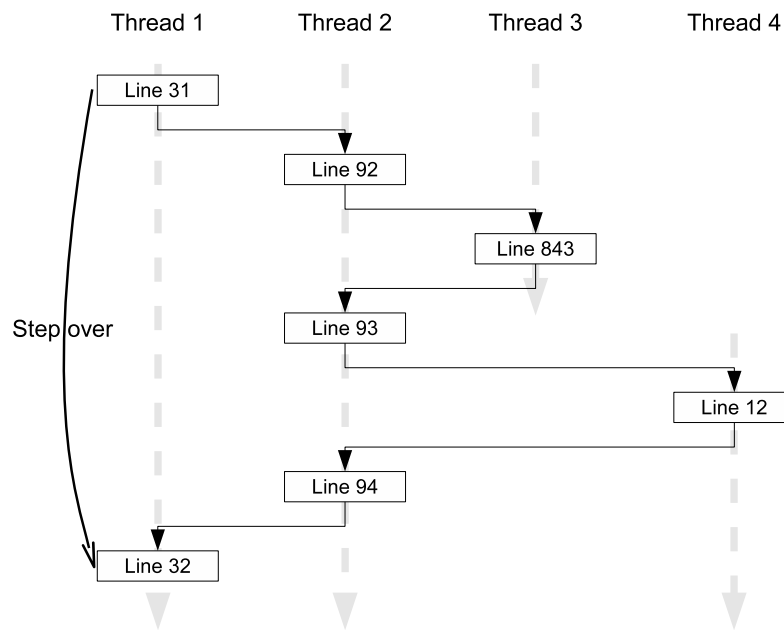 Thread 1 Thread 2 Thread 3 Thread 4
Line 31
Line 92
Line 843
Step over
Line 93
Line 12
Line 94
Line 32